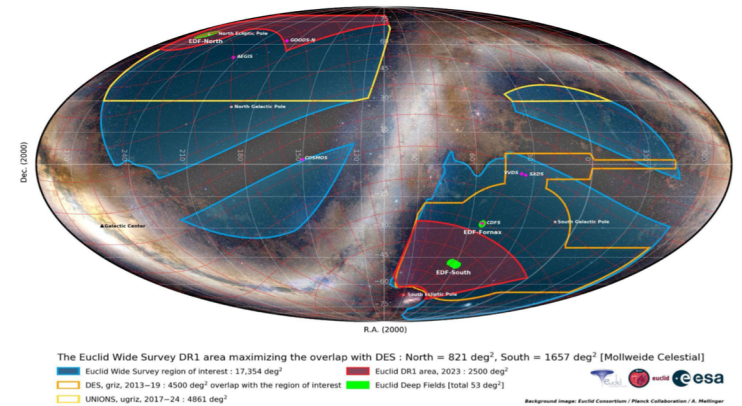 North Ecliptic Pole
EDF-North
GOODS-N
AEGIS
North Galactic Pole
COSMOS
VVDS
SXDS
Galactic Center
CDFS
South Galactic Pole
EDF-Fornax
EDF-South
South Ecliptic Pole
Dec. (2000)
R.A. (2000)
The Euclid Wide Survey DR1 area maximizing the overlap with DES : North = 821 deg², South = 1657 deg² [Mollweide Celestial]
Euclid Wide Survey region of interest : 17,354 deg²
Euclid DR1 area, 2023 : 2500 deg²
DES, griz, 2013−19 : 4500 deg² overlap with the region of interest
Euclid Deep Fields [total 53 deg²]
UNIONS, ugriz, 2017−24 : 4861 deg²
euclid
esa
Background image: Euclid Consortium / Planck Collaboration / A. Mellinger